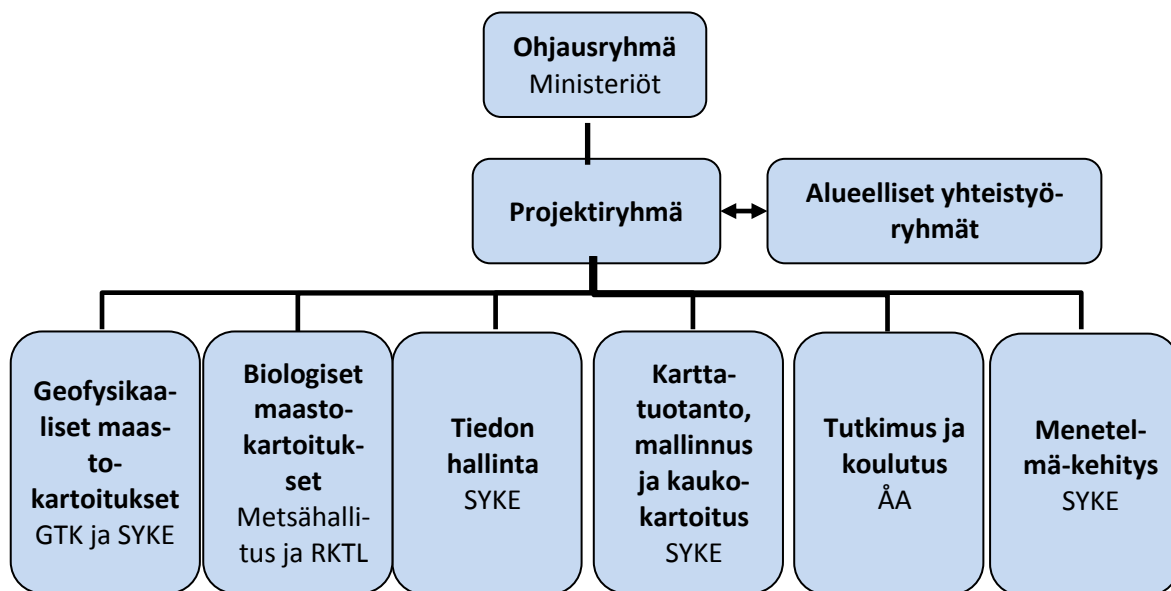 Ohjausryhmä
Ministeriöt
Projektiryhmä
Alueelliset yhteistyö-
ryhmät
Geofysikaa-
liset maas-
to-
kartoitukset
GTK ja SYKE
Biologiset
maasto-
kartoituk-
set
Metsähalli-
tus ja RKTL
Tiedon
hallinta
SYKE
Kartta-
tuotanto,
mallinnus
ja kauko-
kartoitus
SYKE
Tutkimus ja
koulutus
ÅA
Menetel-
mä-kehitys
SYKE